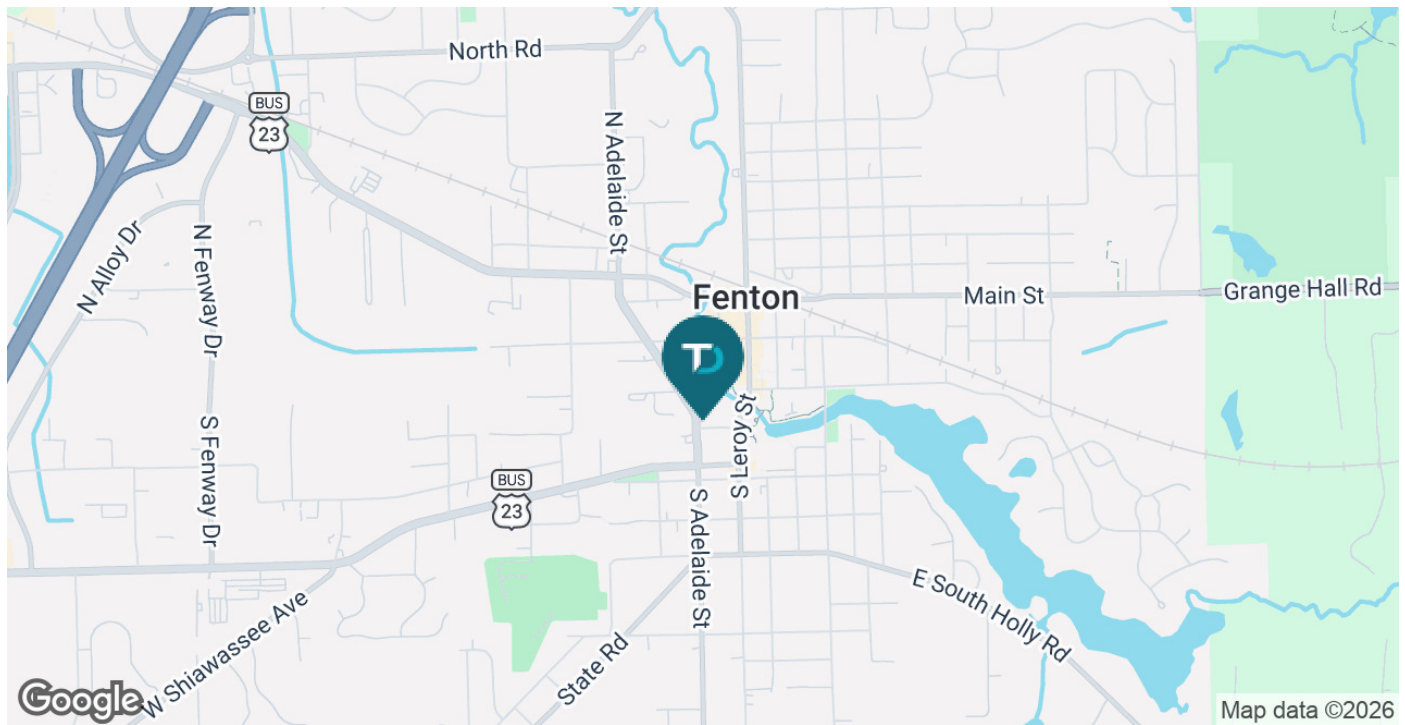 North Rd
BUS
23
N Adelaide St
N Alloy Dr
N Fenway Dr
Fenton
Main St
Grange Hall Rd
TD
S Fenway Dr
S Leroy St
BUS
23
S Adelaide St
E South Holly Rd
W Shiawassee Ave
State Rd
Google
Map data ©2026